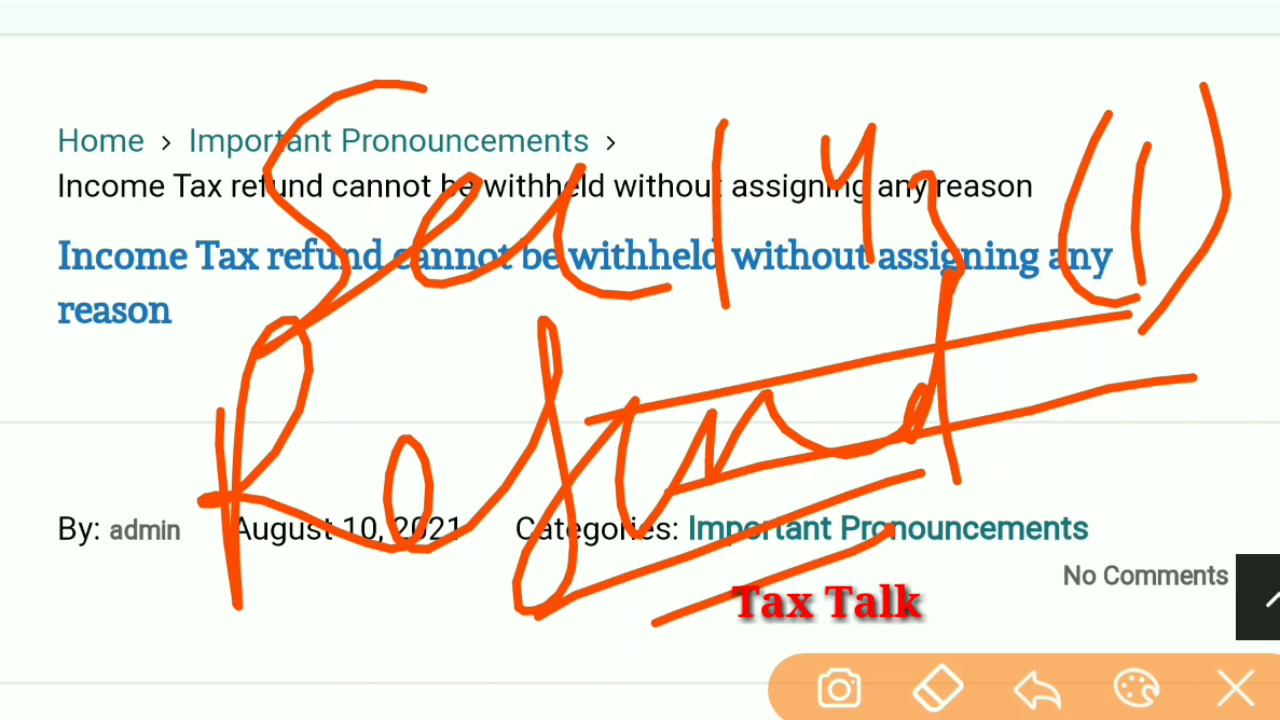 Home > Important Pronouncements >
Income Tax refund cannot be withheld without assigning any reason
Income Tax refund cannot be withheld without assigning any
reason
Sec 143 (1)
Refund
By: admin August 10, 2021 Categories: Important Pronouncements
No Comments
Tax Talk